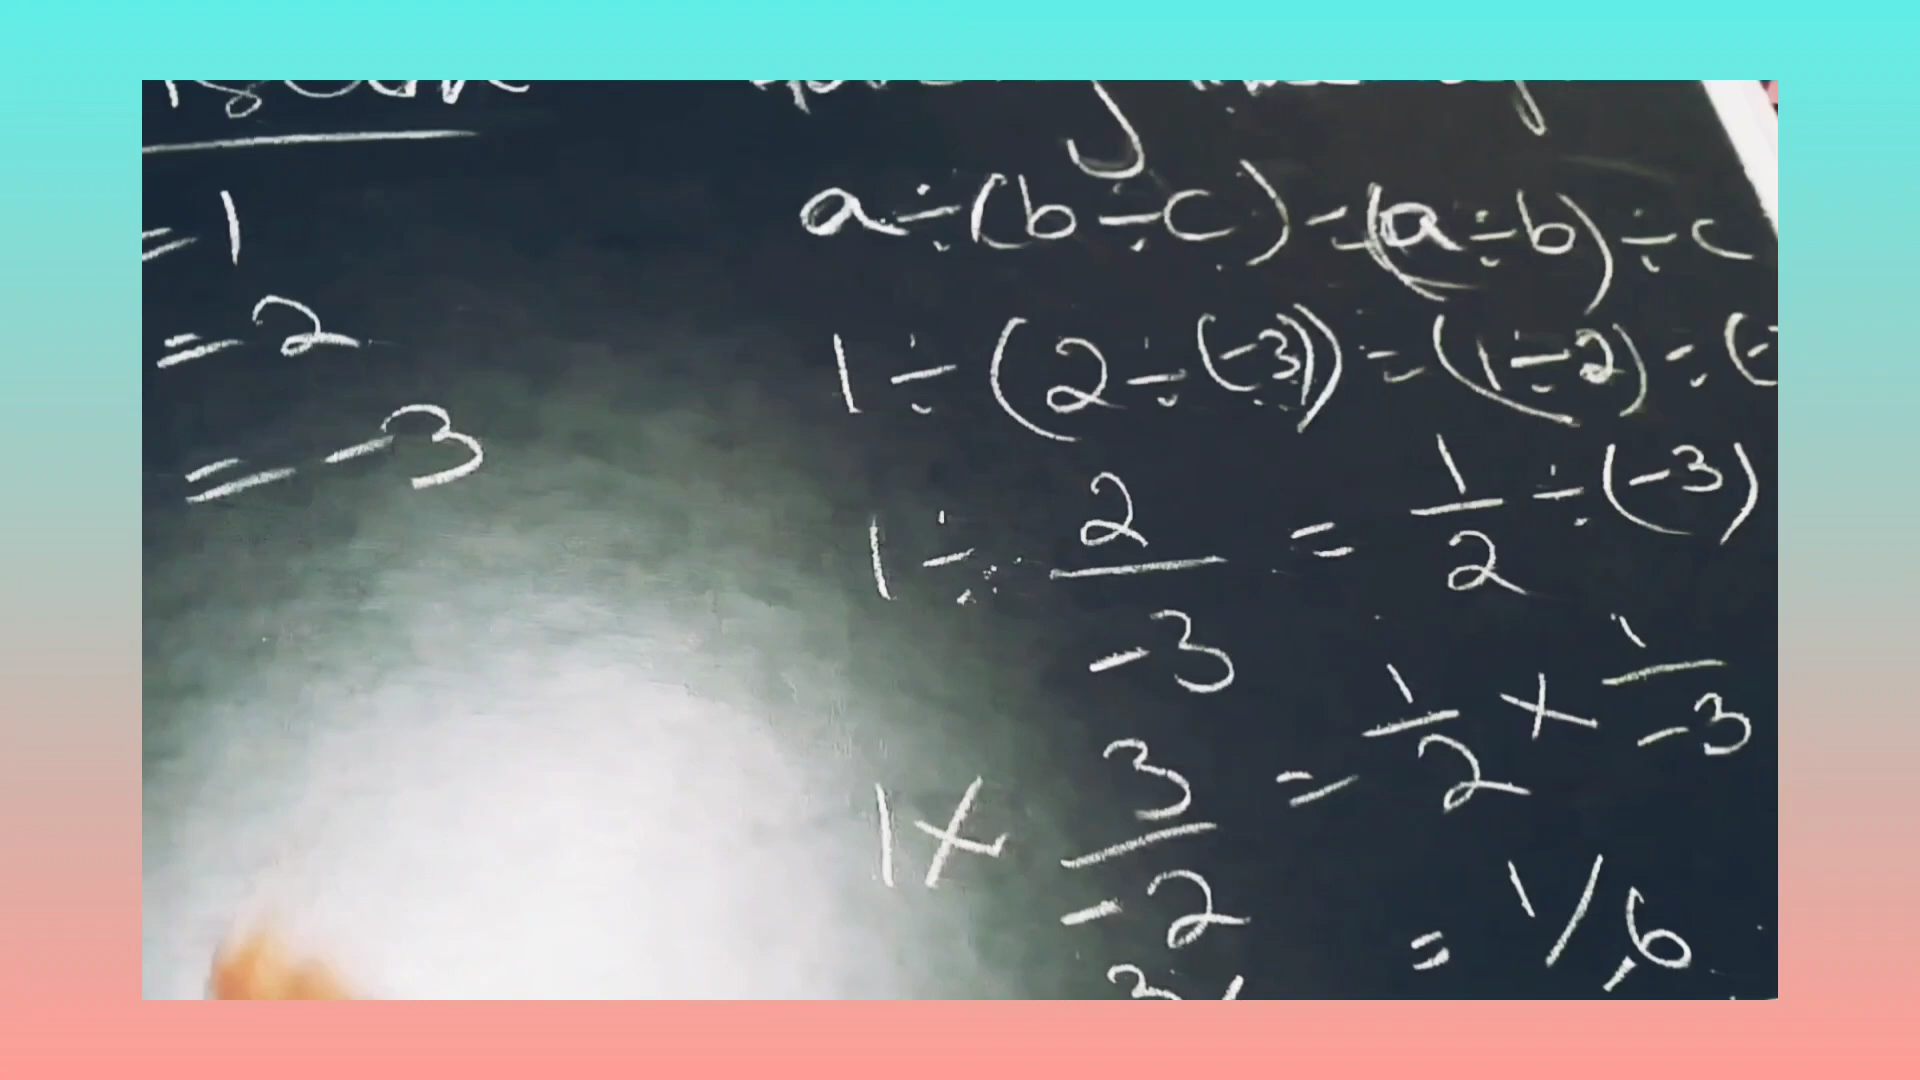 = 1
= 2
= -3
a ÷ (b ÷ c) = (a ÷ b) ÷ c
1 ÷ (2 ÷ (-3)) = (1 ÷ 2) ÷ (-
1 ÷ 2/-3 = 1/2 ÷ (-3)
1 × 3/-2 = 1/2 × 1/-3
= 1/-6